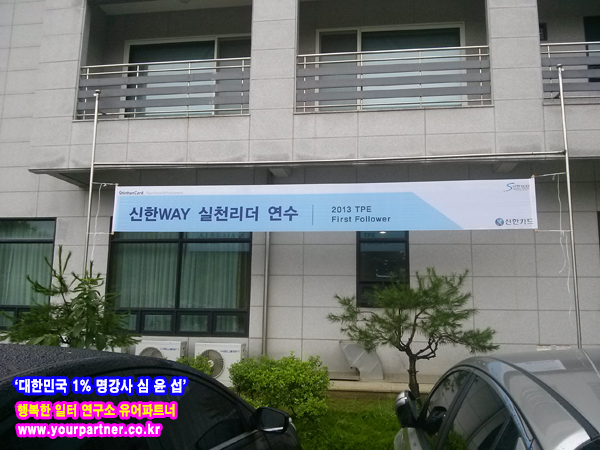 ShinhanCard
신한WAY 실천리더 연수
2013 TPE
First Follower
신한카드
‘대한민국 1% 명강사 심 윤 섭’
행복한 일터 연구소 유어파트너
www.yourpartner.co.kr